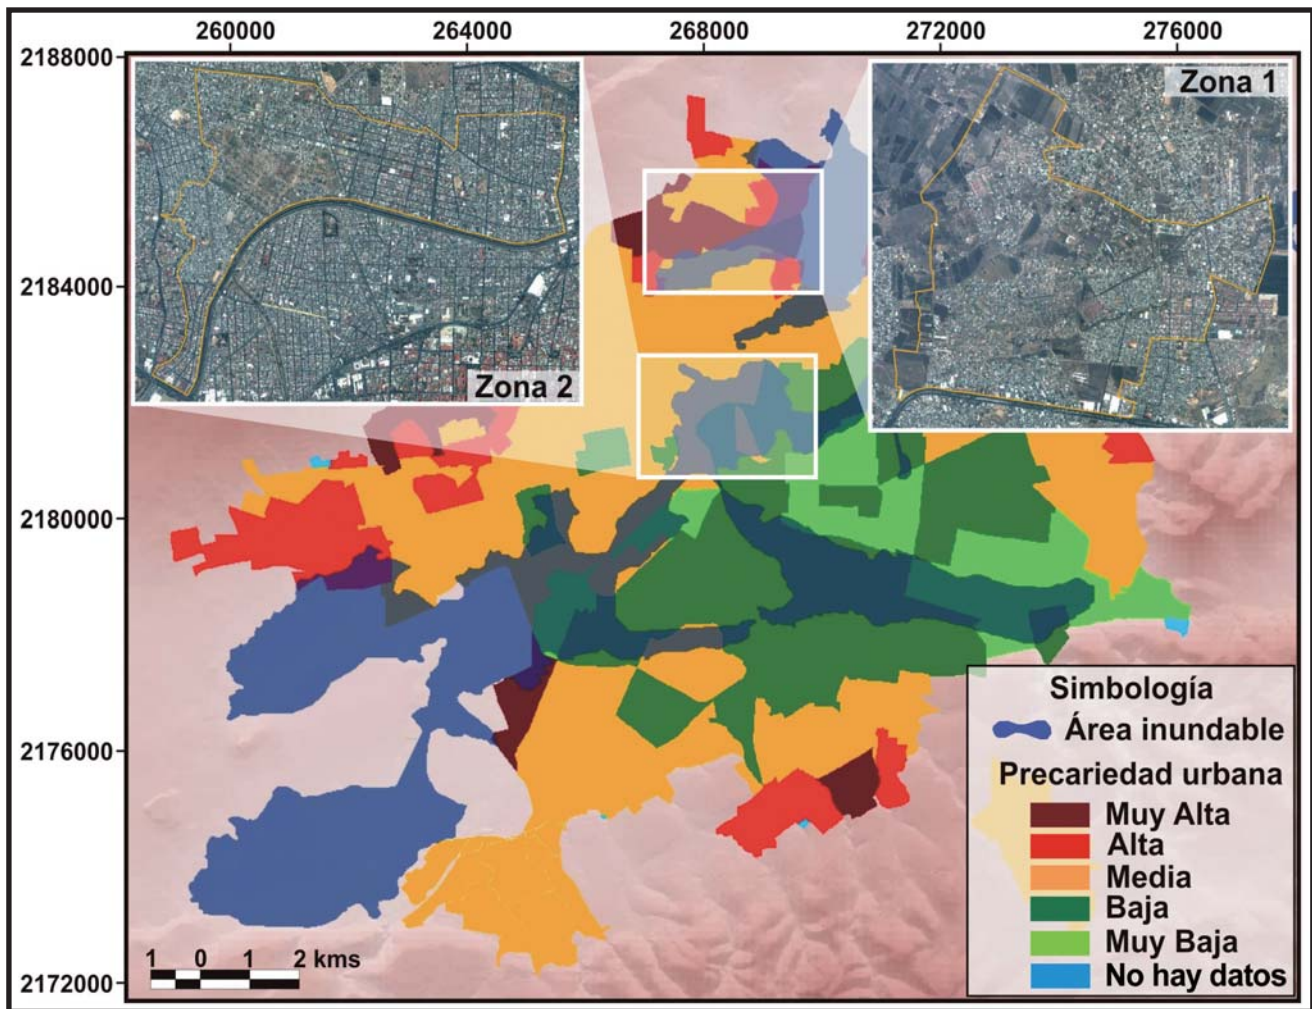 260000 264000 268000 272000 276000
2188000
2184000
2180000
2176000
2172000
Zona 1
Zona 2
Simbología
Área inundable
Precariedad urbana
Muy Alta
Alta
Media
Baja
Muy Baja
No hay datos
1 0 1 2 kms